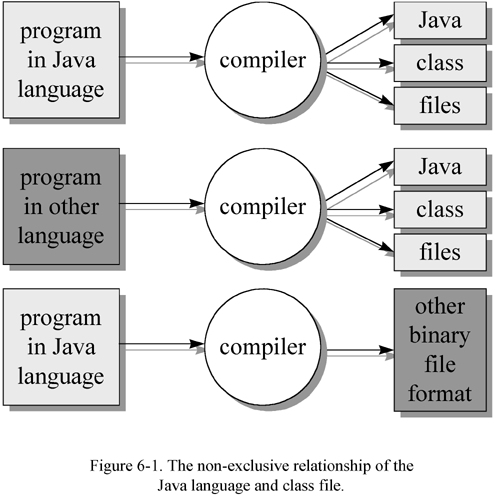 program
in Java
language
compiler
Java
class
files
program
in other
language
compiler
Java
class
files
program
in Java
language
compiler
other
binary
file
format
Figure 6-1. The non-exclusive relationship of the
Java language and class file.